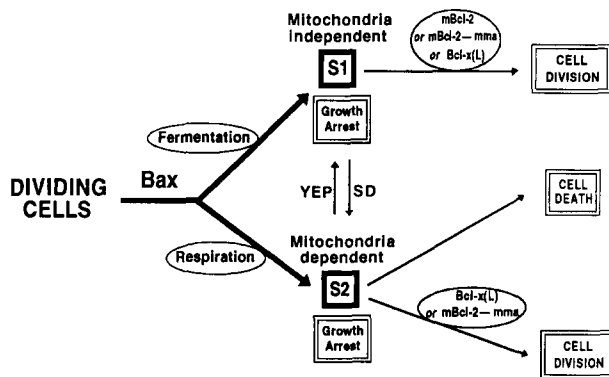 Mitochondria
independent
mBcl-2
or mBcl-2— mma
or Bcl-x(L)
S1
CELL
DIVISION
Growth
Arrest
Fermentation
DIVIDING
CELLS
Bax
YEP
SD
CELL
DEATH
Respiration
Mitochondria
dependent
S2
Bcl-x(L)
or mBcl-2— mma
Growth
Arrest
CELL
DIVISION